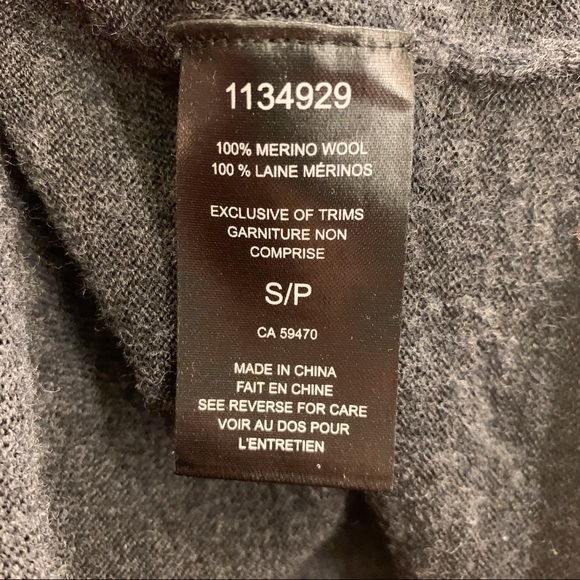 1134929
100% MERINO WOOL
100 % LAINE MÉRINOS
EXCLUSIVE OF TRIMS
GARNITURE NON
COMPRISE
S/P
CA 59470
MADE IN CHINA
FAIT EN CHINE
SEE REVERSE FOR CARE
VOIR AU DOS POUR
L'ENTRETIEN